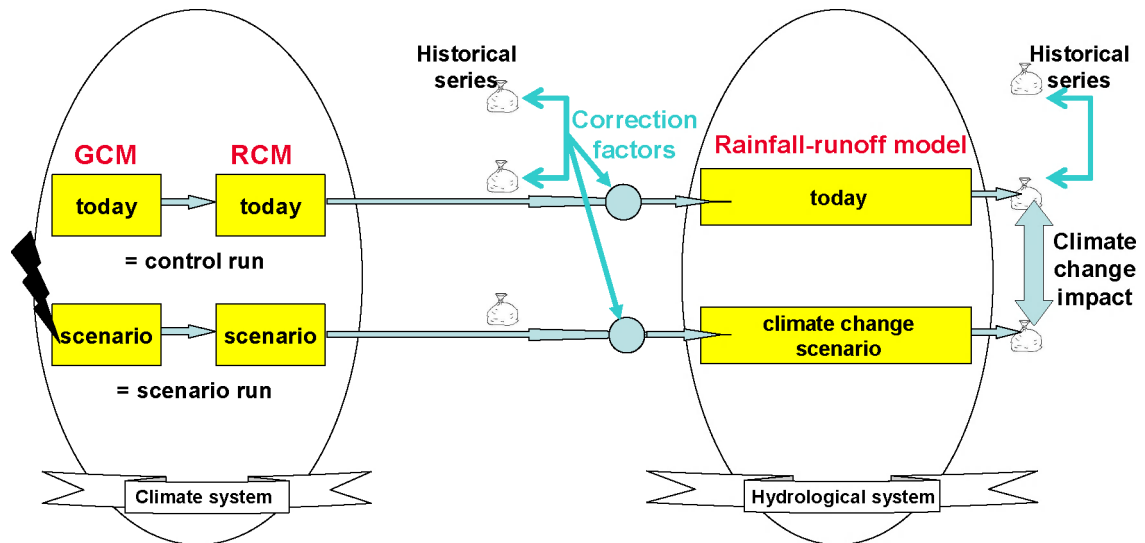 Historical
series
Historical
series
Correction
factors
GCM
RCM
Rainfall-runoff model
today
today
today
= control run
Climate
change
impact
scenario
scenario
climate change
scenario
= scenario run
Climate system
Hydrological system